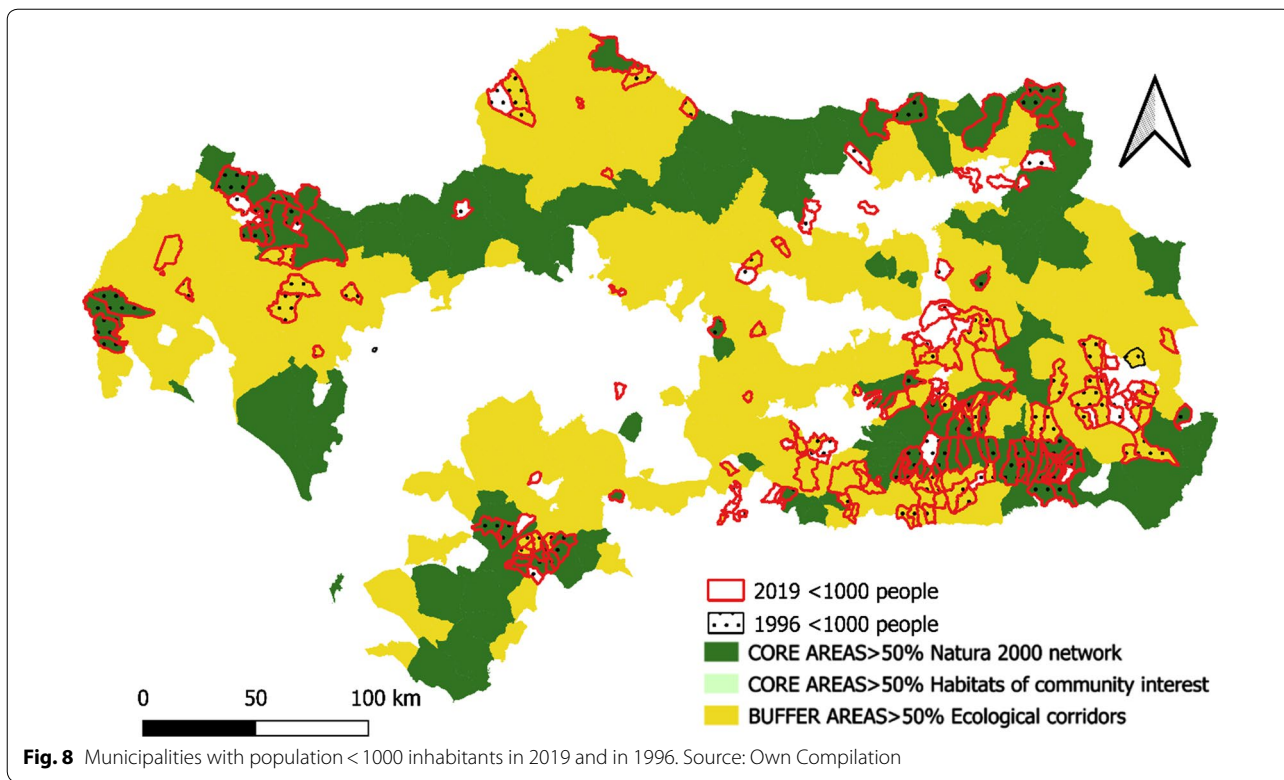 2019 <1000 people
1996 <1000 people
CORE AREAS>50% Natura 2000 network
CORE AREAS>50% Habitats of community interest
BUFFER AREAS>50% Ecological corridors
0 50 100 km
Fig. 8 Municipalities with population < 1000 inhabitants in 2019 and in 1996. Source: Own Compilation